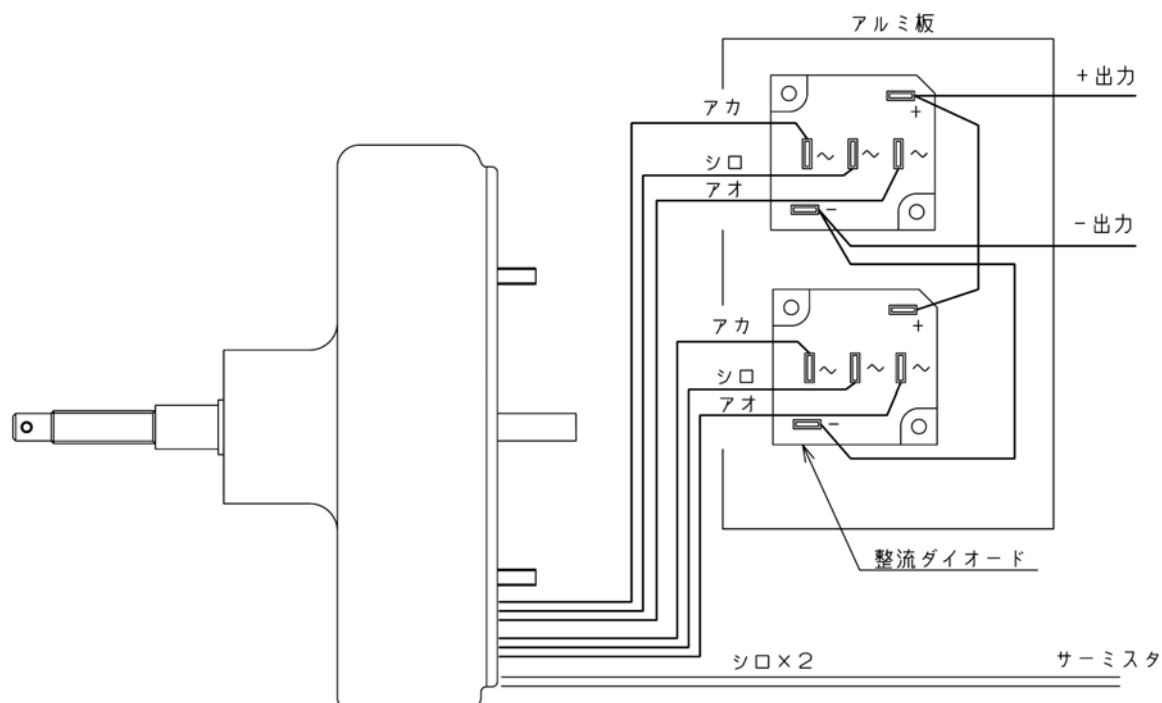 アルミ板
+出力
アカ
+
シロ
～
～
～
アオ
-
-出力
アカ
+
シロ
～
～
～
アオ
-
整流ダイオード
シロ×2
サーミスタ